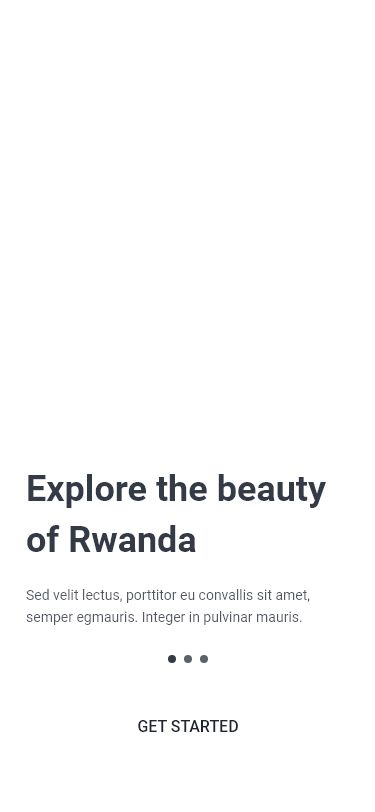 Explore the beauty
of Rwanda
Sed velit lectus, porttitor eu convallis sit amet,
semper egmauris. Integer in pulvinar mauris.
GET STARTED